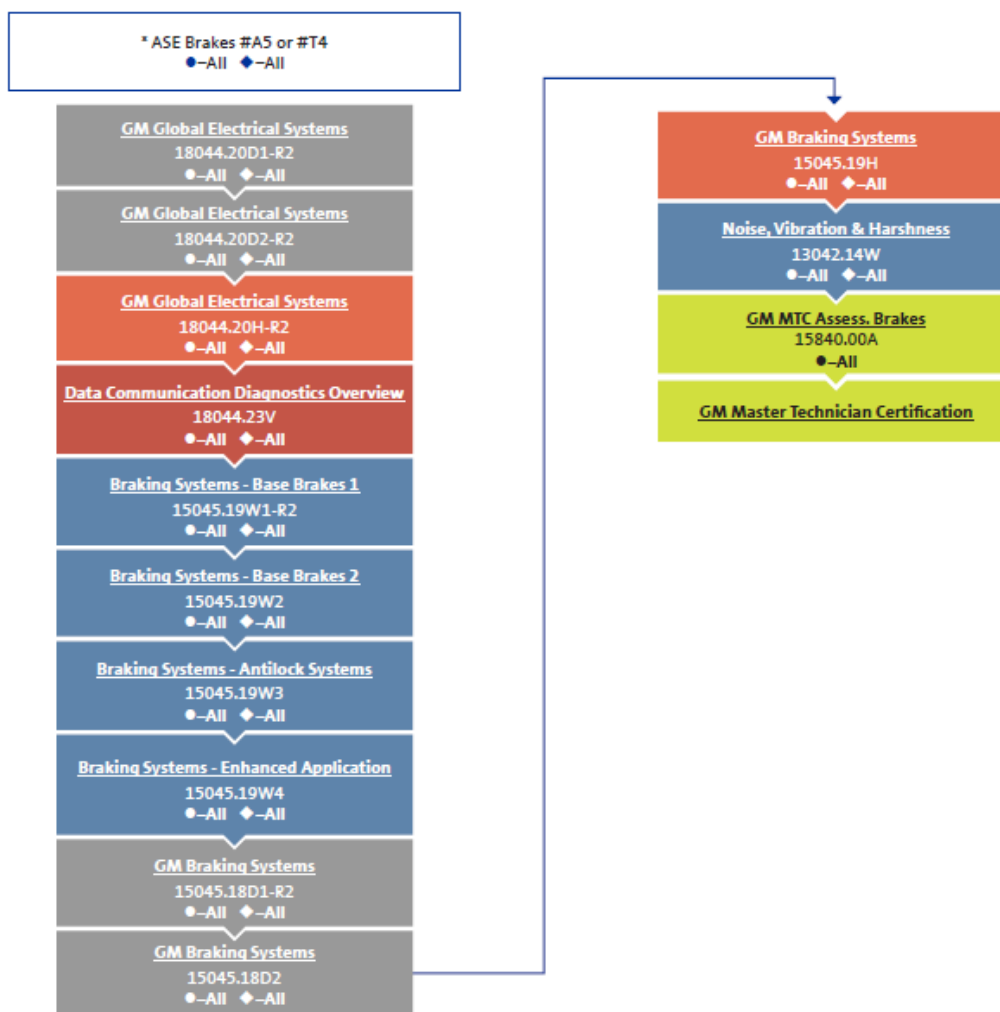 * ASE Brakes #A5 or #T4
●–All ◆–All
GM Global Electrical Systems
18044.20D1-R2
●–All ◆–All
GM Global Electrical Systems
18044.20D2-R2
●–All ◆–All
GM Global Electrical Systems
18044.20H-R2
●–All ◆–All
Data Communication Diagnostics Overview
18044.23V
●–All ◆–All
Braking Systems - Base Brakes 1
15045.19W1-R2
●–All ◆–All
Braking Systems - Base Brakes 2
15045.19W2
●–All ◆–All
Braking Systems - Antilock Systems
15045.19W3
●–All ◆–All
Braking Systems - Enhanced Application
15045.19W4
●–All ◆–All
GM Braking Systems
15045.18D1-R2
●–All ◆–All
GM Braking Systems
15045.18D2
●–All ◆–All
GM Braking Systems
15045.19H
●–All ◆–All
Noise, Vibration & Harshness
13042.14W
●–All ◆–All
GM MTC Assess. Brakes
15840.00A
●–All
GM Master Technician Certification